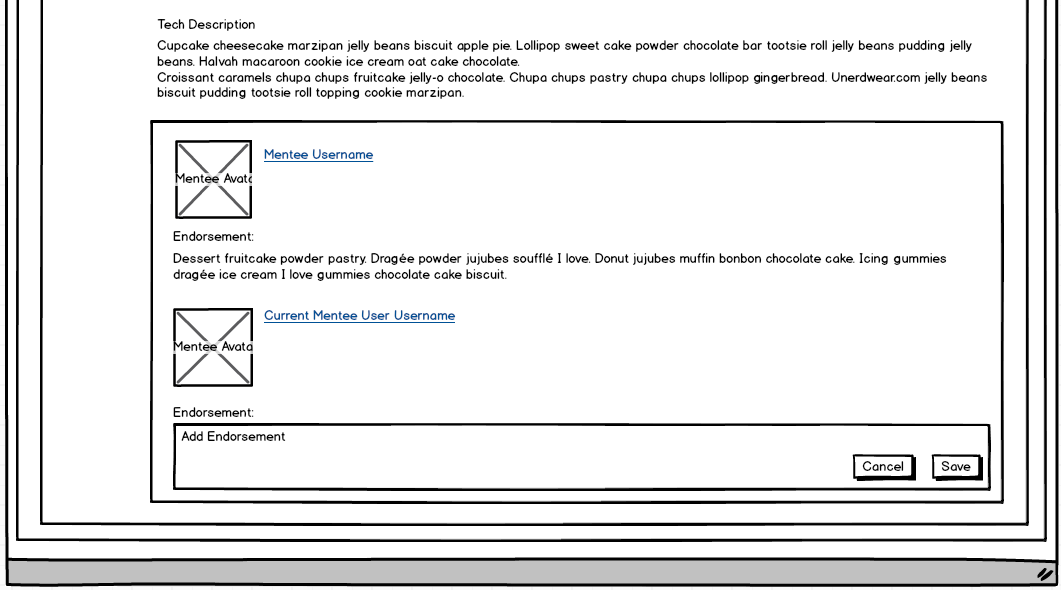 Tech Description
Cupcake cheesecake marzipan jelly beans biscuit apple pie. Lollipop sweet cake powder chocolate bar tootsie roll jelly beans pudding jelly
beans. Halvah macaroon cookie ice cream oat cake chocolate.
Croissant caramels chupa chups fruitcake jelly-o chocolate. Chupa chups pastry chupa chups lollipop gingerbread. Unerdwear.com jelly beans
biscuit pudding tootsie roll topping cookie marzipan.
Mentee Username
Mentee Avata
Endorsement:
Dessert fruitcake powder pastry. Dragée powder jujubes soufflé I love. Donut jujubes muffin bonbon chocolate cake. Icing gummies
dragée ice cream I love gummies chocolate cake biscuit.
Current Mentee User Username
Mentee Avata
Endorsement:
Add Endorsement
Cancel Save